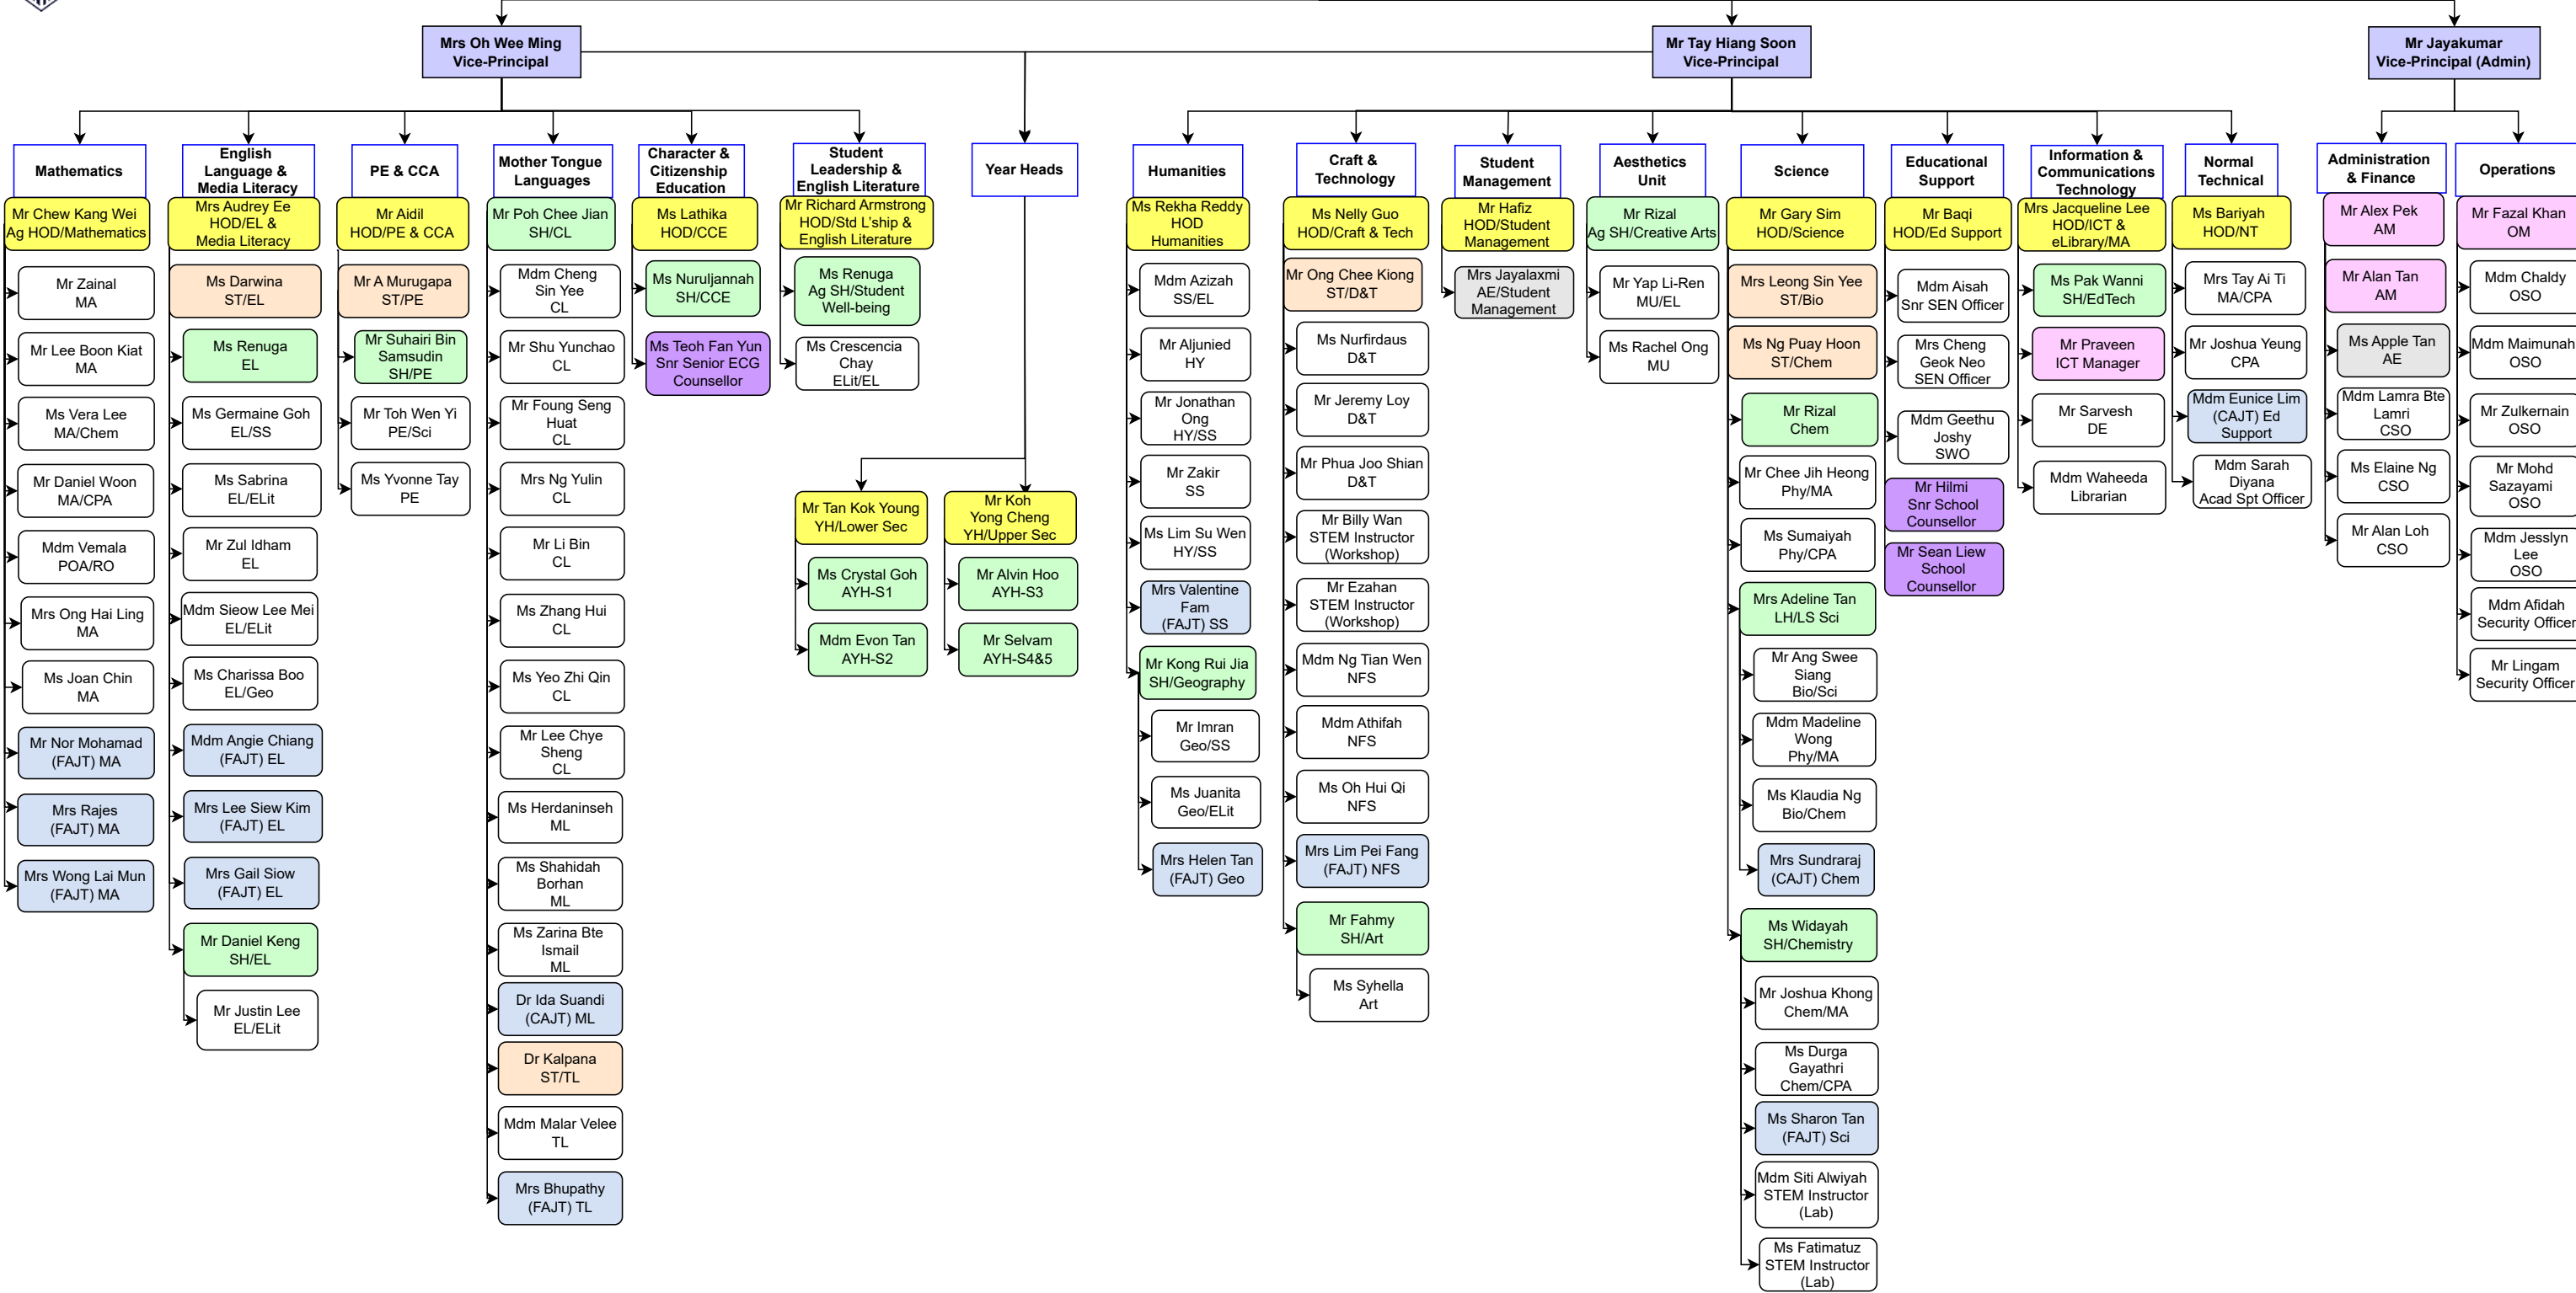 Mrs Oh Wee Ming
Vice-Principal
Mr Tay Hiang Soon
Vice-Principal
Mr Jayakumar
Vice-Principal (Admin)
Mathematics
Mr Chew Kang Wei
Ag HOD/Mathematics
Mr Zainal
MA
Mr Lee Boon Kiat
MA
Ms Vera Lee
MA/Chem
Mr Daniel Woon
MA/CPA
Mdm Vemala
POA/RO
Mrs Ong Hai Ling
MA
Ms Joan Chin
MA
Mr Nor Mohamad
(FAJT) MA
Mrs Rajes
(FAJT) MA
Mrs Wong Lai Mun
(FAJT) MA
English
Language &
Media Literacy
Mrs Audrey Ee
HOD/EL &
Media Literacy
Ms Darwina
ST/EL
Ms Renuga
EL
Ms Germaine Goh
EL/SS
Ms Sabrina
EL/ELit
Mr Zul Idham
EL
Mdm Sieow Lee Mei
EL/ELit
Ms Charissa Boo
EL/Geo
Mdm Angie Chiang
(FAJT) EL
Mrs Lee Siew Kim
(FAJT) EL
Mrs Gail Siow
(FAJT) EL
Mr Daniel Keng
SH/EL
Mr Justin Lee
EL/ELit
PE & CCA
Mr Aidil
HOD/PE & CCA
Mr A Murugapa
ST/PE
Mr Suhairi Bin
Samsudin
SH/PE
Mr Toh Wen Yi
PE/Sci
Ms Yvonne Tay
PE
Mother Tongue
Languages
Mr Poh Chee Jian
SH/CL
Mdm Cheng
Sin Yee
CL
Mr Shu Yunchao
CL
Mr Foung Seng
Huat
CL
Mrs Ng Yulin
CL
Mr Li Bin
CL
Ms Zhang Hui
CL
Ms Yeo Zhi Qin
CL
Mr Lee Chye
Sheng
CL
Ms Herdaninseh
ML
Ms Shahidah
Borhan
ML
Ms Zarina Bte
Ismail
ML
Dr Ida Suandi
(CAJT) ML
Dr Kalpana
ST/TL
Mdm Malar Velee
TL
Mrs Bhupathy
(FAJT) TL
Character &
Citizenship
Education
Ms Lathika
HOD/CCE
Ms Nuruljannah
SH/CCE
Ms Teoh Fan Yun
Snr Senior ECG
Counsellor
Student
Leadership &
English Literature
Mr Richard Armstrong
HOD/Std L'ship &
English Literature
Ms Renuga
Ag SH/Student
Well-being
Ms Crescencia
Chay
ELit/EL
Year Heads
Mr Tan Kok Young
YH/Lower Sec
Ms Crystal Goh
AYH-S1
Mdm Evon Tan
AYH-S2
Mr Koh
Yong Cheng
YH/Upper Sec
Mr Alvin Hoo
AYH-S3
Mr Selvam
AYH-S4&5
Humanities
Ms Rekha Reddy
HOD
Humanities
Mdm Azizah
SS/EL
Mr Aljunied
HY
Mr Jonathan
Ong
HY/SS
Mr Zakir
SS
Ms Lim Su Wen
HY/SS
Mrs Valentine
Fam
(FAJT) SS
Mr Kong Rui Jia
SH/Geography
Mr Imran
Geo/SS
Ms Juanita
Geo/ELit
Mrs Helen Tan
(FAJT) Geo
Craft &
Technology
Ms Nelly Guo
HOD/Craft & Tech
Mr Ong Chee Kiong
ST/D&T
Ms Nurfirdaus
D&T
Mr Jeremy Loy
D&T
Mr Phua Joo Shian
D&T
Mr Billy Wan
STEM Instructor
(Workshop)
Mr Ezahan
STEM Instructor
(Workshop)
Mdm Ng Tian Wen
NFS
Mdm Athifah
NFS
Ms Oh Hui Qi
NFS
Mrs Lim Pei Fang
(FAJT) NFS
Mr Fahmy
SH/Art
Ms Syhella
Art
Student
Management
Mr Hafiz
HOD/Student
Management
Mrs Jayalaxmi
AE/Student
Management
Aesthetics
Unit
Mr Rizal
Ag SH/Creative Arts
Mr Yap Li-Ren
MU/EL
Ms Rachel Ong
MU
Science
Mr Gary Sim
HOD/Science
Mrs Leong Sin Yee
ST/Bio
Ms Ng Puay Hoon
ST/Chem
Mr Rizal
Chem
Mr Chee Jih Heong
Phy/MA
Ms Sumaiyah
Phy/CPA
Mrs Adeline Tan
LH/LS Sci
Mr Ang Swee
Siang
Bio/Sci
Mdm Madeline
Wong
Phy/MA
Ms Klaudia Ng
Bio/Chem
Mrs Sundraraj
(CAJT) Chem
Ms Widayah
SH/Chemistry
Mr Joshua Khong
Chem/MA
Ms Durga
Gayathri
Chem/CPA
Ms Sharon Tan
(FAJT) Sci
Mdm Siti Alwiyah
STEM Instructor
(Lab)
Ms Fatimatuz
STEM Instructor
(Lab)
Educational
Support
Mr Baqi
HOD/Ed Support
Mdm Aisah
Snr SEN Officer
Mrs Cheng
Geok Neo
SEN Officer
Mdm Geethu
Joshy
SWO
Mr Hilmi
Snr School
Counsellor
Mr Sean Liew
School
Counsellor
Information &
Communications
Technology
Mrs Jacqueline Lee
HOD/ICT &
eLibrary/MA
Ms Pak Wanni
SH/EdTech
Mr Praveen
ICT Manager
Mr Sarvesh
DE
Mdm Waheeda
Librarian
Normal
Technical
Ms Bariyah
HOD/NT
Mrs Tay Ai Ti
MA/CPA
Mr Joshua Yeung
CPA
Mdm Eunice Lim
(CAJT) Ed
Support
Mdm Sarah
Diyana
Acad Spt Officer
Administration
& Finance
Mr Alex Pek
AM
Mr Alan Tan
AM
Ms Apple Tan
AE
Mdm Lamra Bte
Lamri
CSO
Ms Elaine Ng
CSO
Mr Alan Loh
CSO
Operations
Mr Fazal Khan
OM
Mdm Chaldy
OSO
Mdm Maimunah
OSO
Mr Zulkernain
OSO
Mr Mohd
Sazayami
OSO
Mdm Jesslyn
Lee
OSO
Mdm Afidah
Security Officer
Mr Lingam
Security Officer